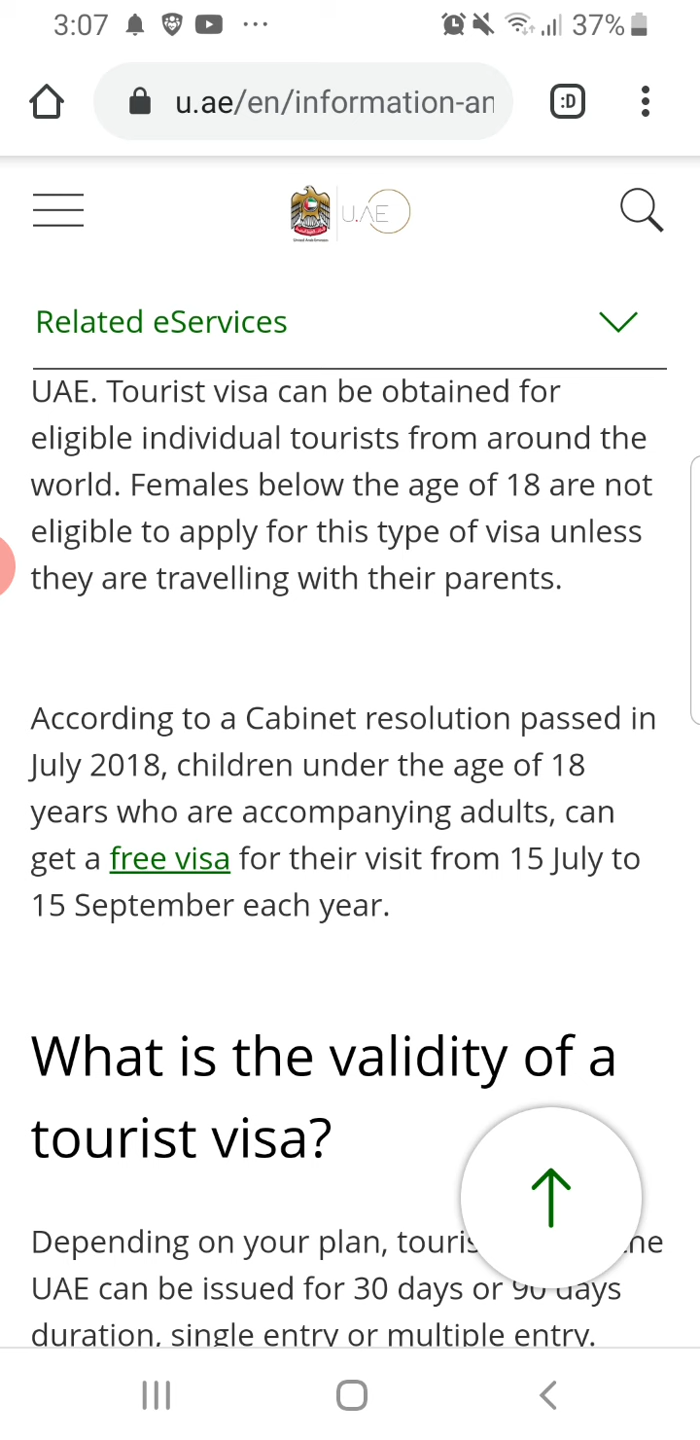 3:07
37%
u.ae/en/information-an
:D
U.AE
Related eServices
UAE. Tourist visa can be obtained for
eligible individual tourists from around the
world. Females below the age of 18 are not
eligible to apply for this type of visa unless
they are travelling with their parents.
According to a Cabinet resolution passed in
July 2018, children under the age of 18
years who are accompanying adults, can
get a free visa for their visit from 15 July to
15 September each year.
What is the validity of a
tourist visa?
Depending on your plan,
UAE can be issued for 30 days or 90 days
duration, single entry or multiple entry.